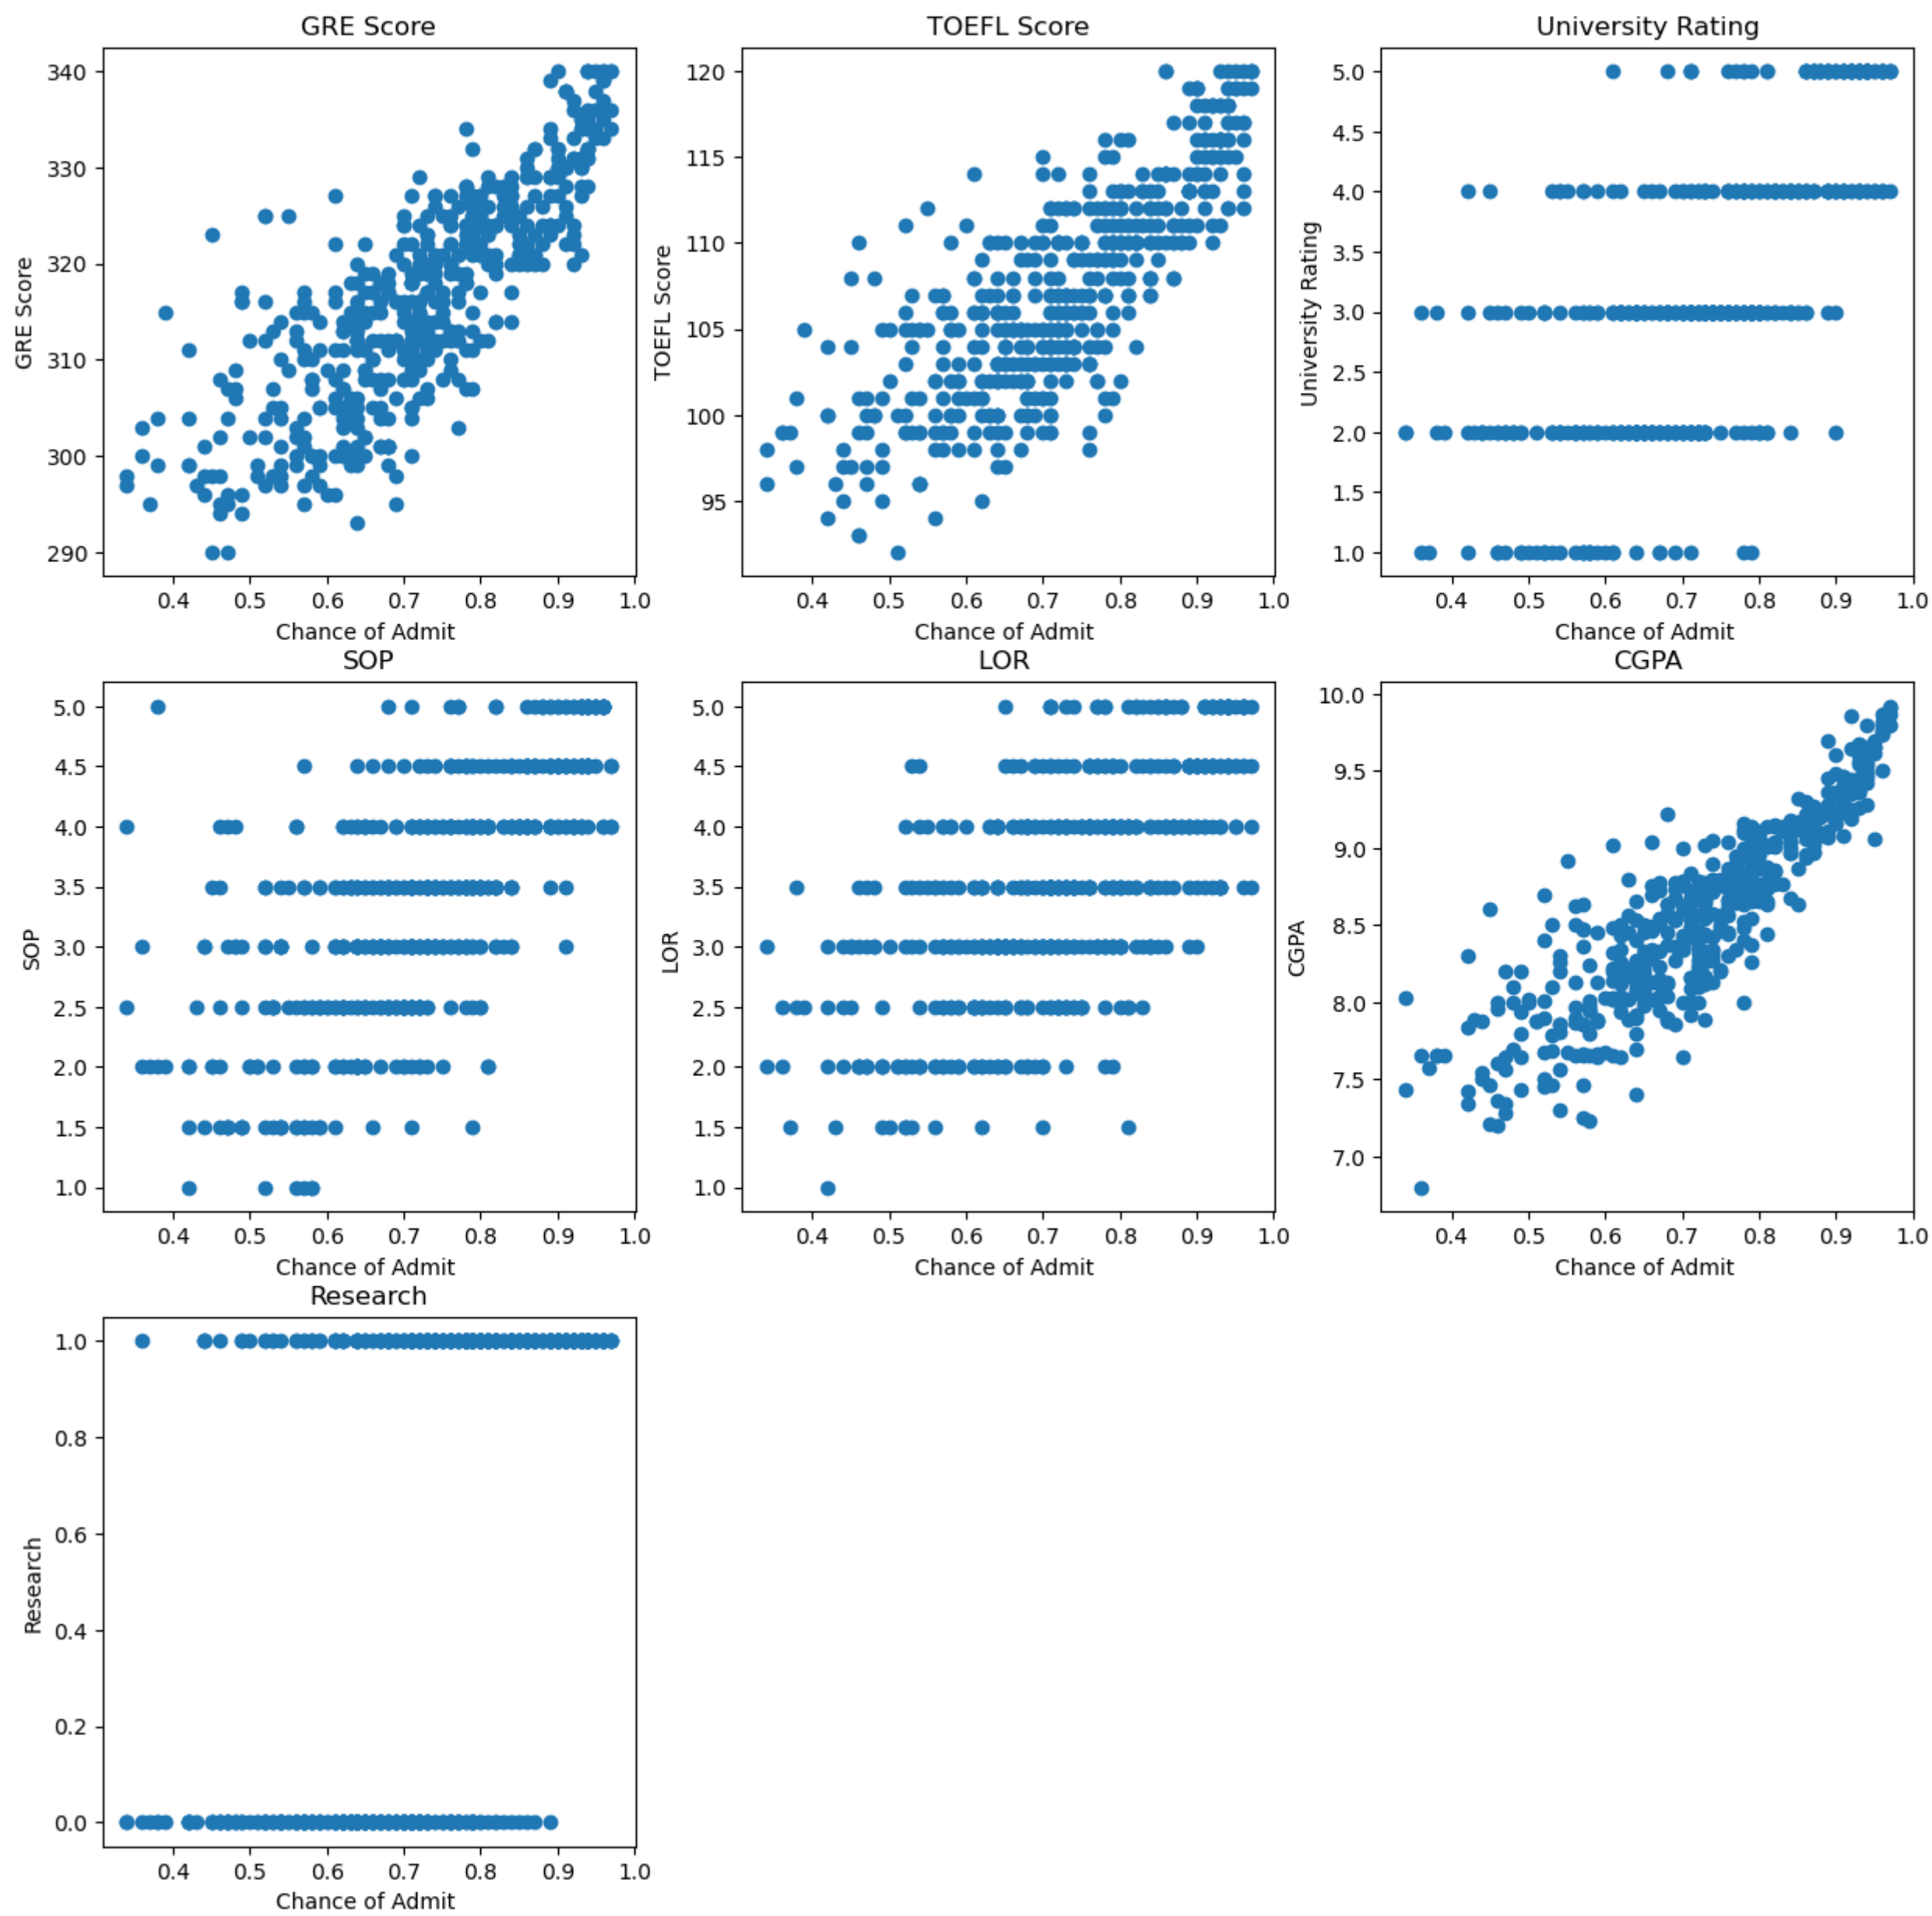 GRE Score
GRE Score
340
330
320
310
300
290
0.4 0.5 0.6 0.7 0.8 0.9 1.0
Chance of Admit
TOEFL Score
TOEFL Score
120
115
110
105
100
95
0.4 0.5 0.6 0.7 0.8 0.9 1.0
Chance of Admit
University Rating
University Rating
5.0
4.5
4.0
3.5
3.0
2.5
2.0
1.5
1.0
0.4 0.5 0.6 0.7 0.8 0.9 1.0
Chance of Admit
SOP
SOP
5.0
4.5
4.0
3.5
3.0
2.5
2.0
1.5
1.0
0.4 0.5 0.6 0.7 0.8 0.9 1.0
Chance of Admit
LOR
LOR
5.0
4.5
4.0
3.5
3.0
2.5
2.0
1.5
1.0
0.4 0.5 0.6 0.7 0.8 0.9 1.0
Chance of Admit
CGPA
CGPA
10.0
9.5
9.0
8.5
8.0
7.5
7.0
0.4 0.5 0.6 0.7 0.8 0.9 1.0
Chance of Admit
Research
Research
1.0
0.8
0.6
0.4
0.2
0.0
0.4 0.5 0.6 0.7 0.8 0.9 1.0
Chance of Admit